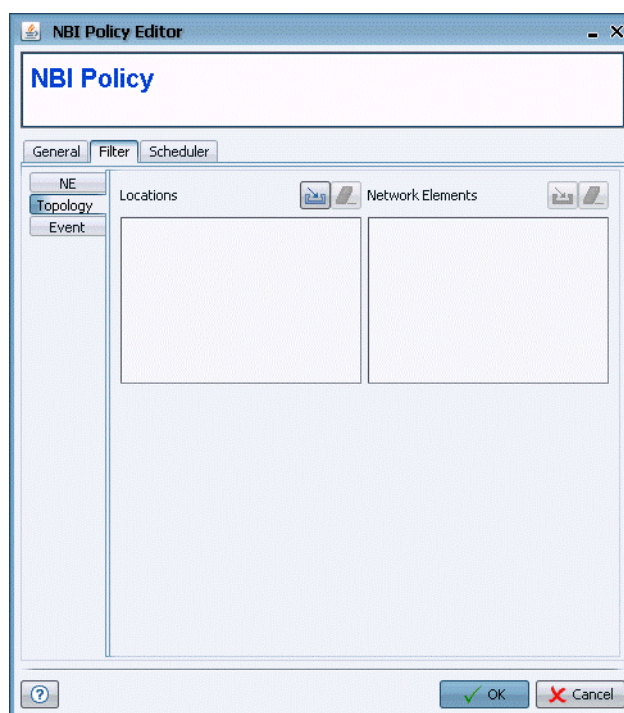 NBI Policy Editor
NBI Policy
General Filter Scheduler
NE
Topology
Event
Locations
Network Elements
?
OK
Cancel